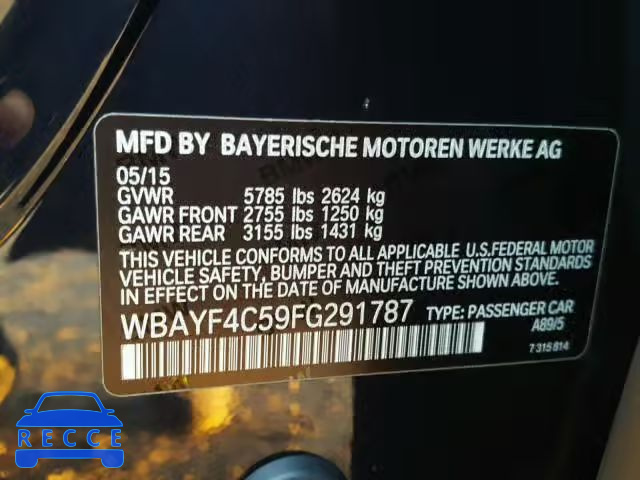 MFD BY BAYERISCHE MOTOREN WERKE AG
05/15
GVWR 5785 lbs 2624 kg
GAWR FRONT 2755 lbs 1250 kg
GAWR REAR 3155 lbs 1431 kg
THIS VEHICLE CONFORMS TO ALL APPLICABLE U.S.FEDERAL MOTOR
VEHICLE SAFETY, BUMPER AND THEFT PREVENTION STANDARDS
IN EFFECT ON THE DATE OF MANUFACTURE SHOWN ABOVE.
WBAYF4C59FG291787 TYPE: PASSENGER CAR
A89/5
7 315 814
RECCE